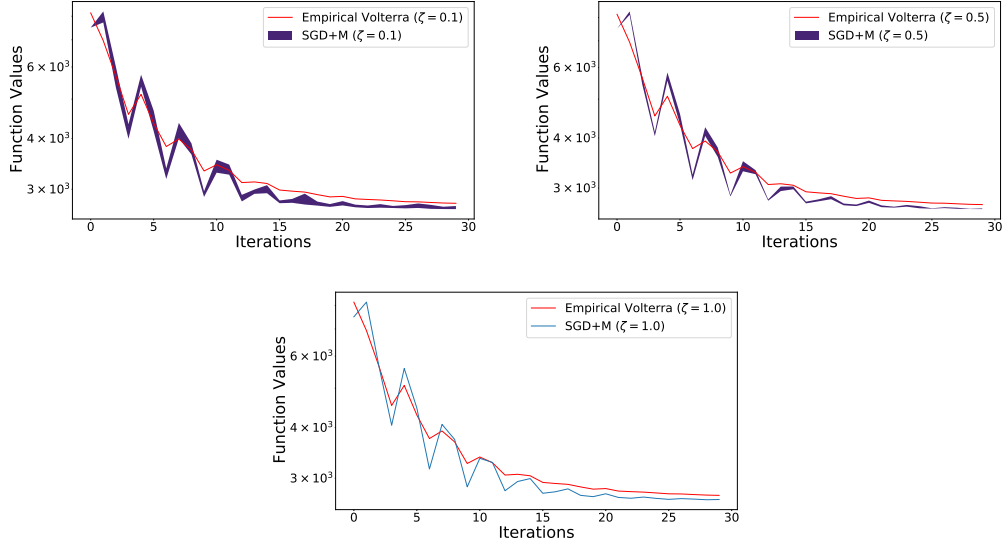 Empirical Volterra (ζ = 0.1)
SGD+M (ζ = 0.1)
Function Values
6 × 10³
4 × 10³
3 × 10³
0 5 10 15 20 25 30
Iterations
Empirical Volterra (ζ = 0.5)
SGD+M (ζ = 0.5)
Function Values
6 × 10³
4 × 10³
3 × 10³
0 5 10 15 20 25 30
Iterations
Empirical Volterra (ζ = 1.0)
SGD+M (ζ = 1.0)
Function Values
6 × 10³
4 × 10³
3 × 10³
0 5 10 15 20 25 30
Iterations